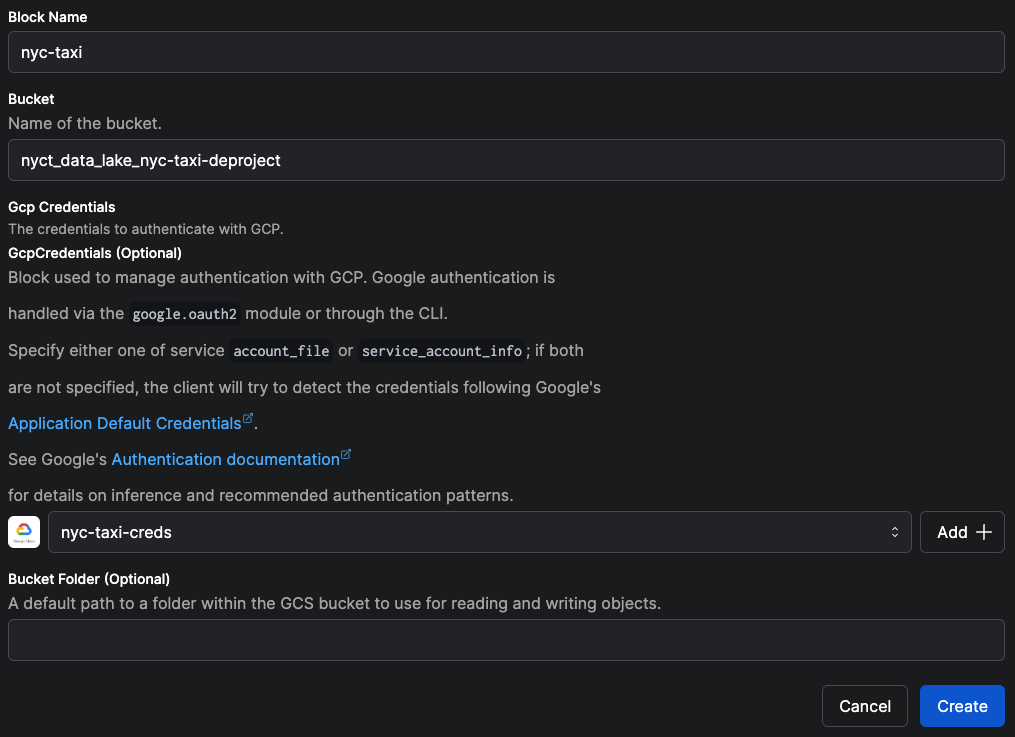 Block Name
nyc-taxi
Bucket
Name of the bucket.
nyct_data_lake_nyc-taxi-deproject
Gcp Credentials
The credentials to authenticate with GCP.
GcpCredentials (Optional)
Block used to manage authentication with GCP. Google authentication is
handled via the google.oauth2 module or through the CLI.
Specify either one of service account_file or service_account_info; if both
are not specified, the client will try to detect the credentials following Google's
Application Default Credentials.
See Google's Authentication documentation
for details on inference and recommended authentication patterns.
nyc-taxi-creds
Add
Bucket Folder (Optional)
A default path to a folder within the GCS bucket to use for reading and writing objects.
Cancel
Create